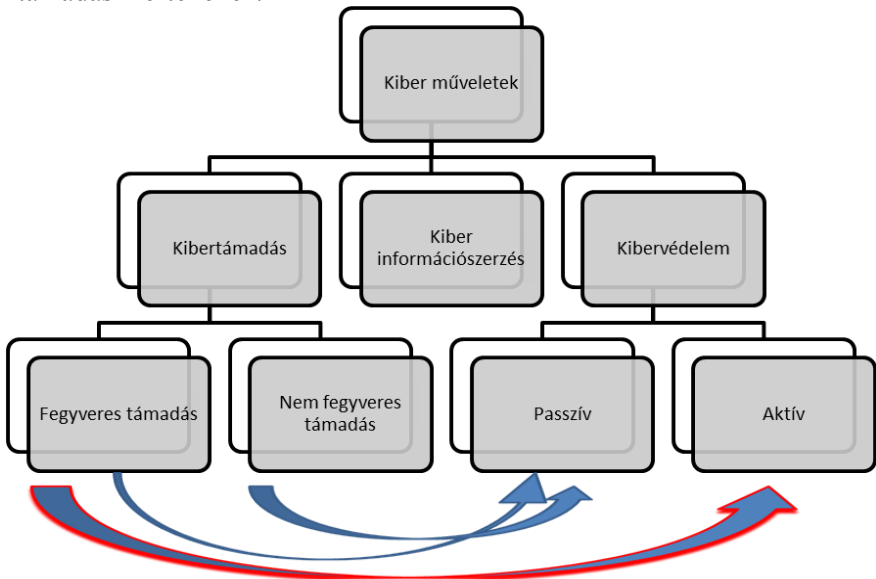 Kiber műveletek
Kibertámadás
Kiber
információszerzés
Kibervédelem
Fegyveres támadás
Nem fegyveres
támadás
Passzív
Aktív